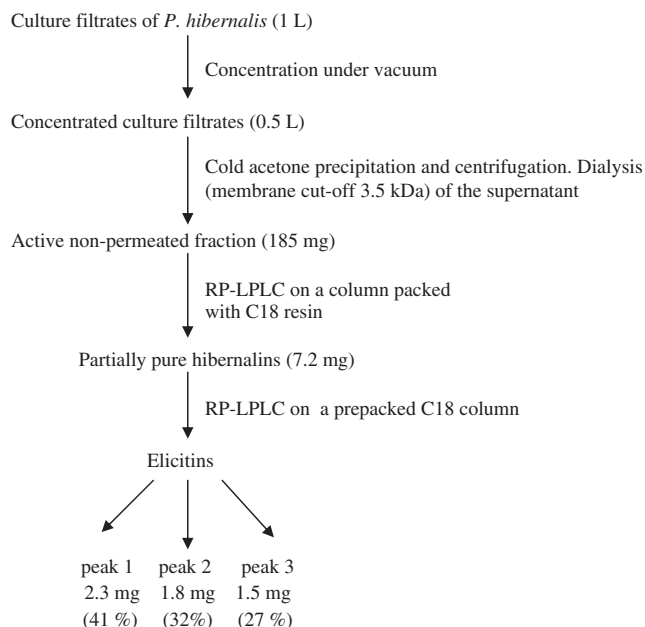 Culture filtrates of P. hibernalis (1 L)
Concentration under vacuum
Concentrated culture filtrates (0.5 L)
Cold acetone precipitation and centrifugation. Dialysis
(membrane cut-off 3.5 kDa) of the supernatant
Active non-permeated fraction (185 mg)
RP-LPLC on a column packed
with C18 resin
Partially pure hibernalins (7.2 mg)
RP-LPLC on a prepacked C18 column
Elicitins
peak 1 peak 2 peak 3
2.3 mg 1.8 mg 1.5 mg
(41 %) (32%) (27 %)